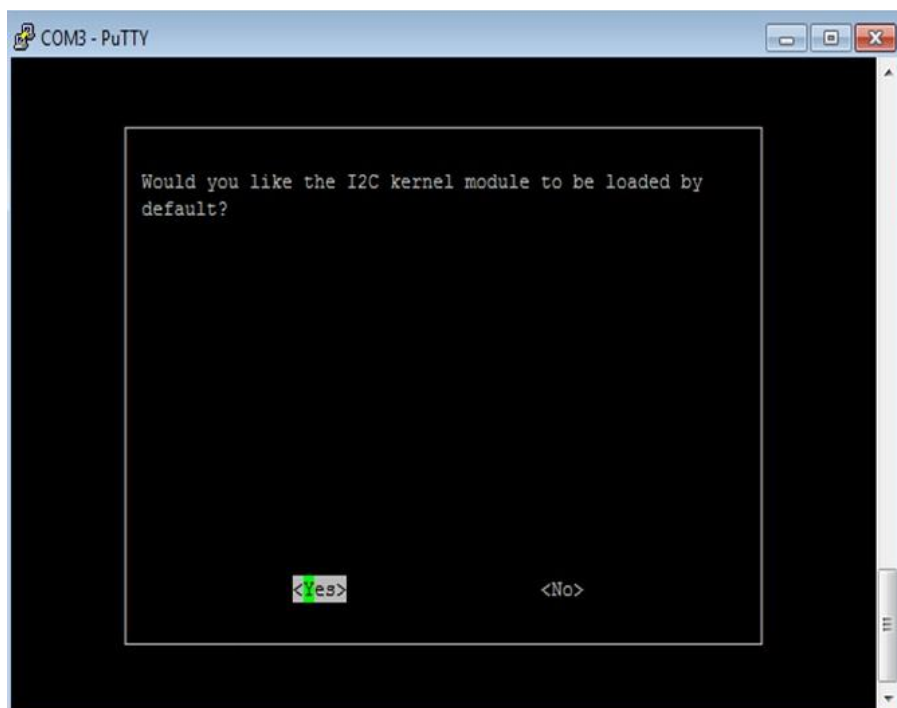 COM3 - PuTTY
Would you like the I2C kernel module to be loaded by
default?
<Yes> <No>